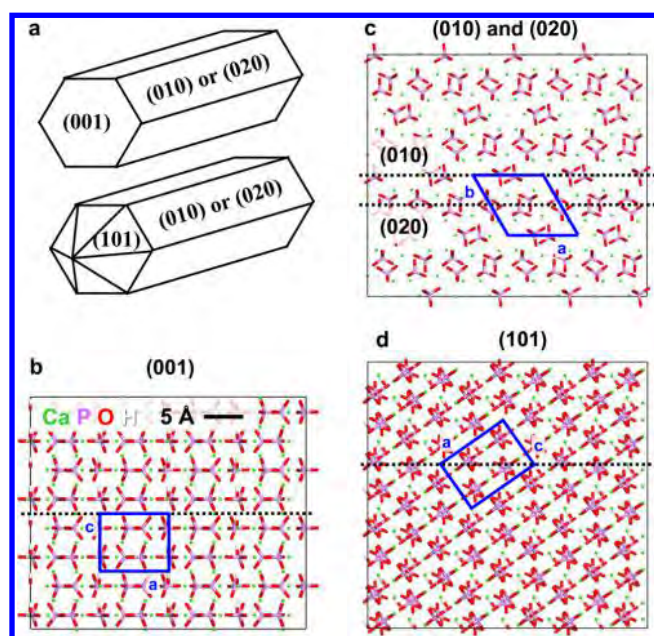 a
(001)
(010) or (020)
(101)
(010) or (020)
b
(001)
Ca P O H 5 Å
c
a
c
(010) and (020)
(010)
b
(020)
a
d
(101)
a
c